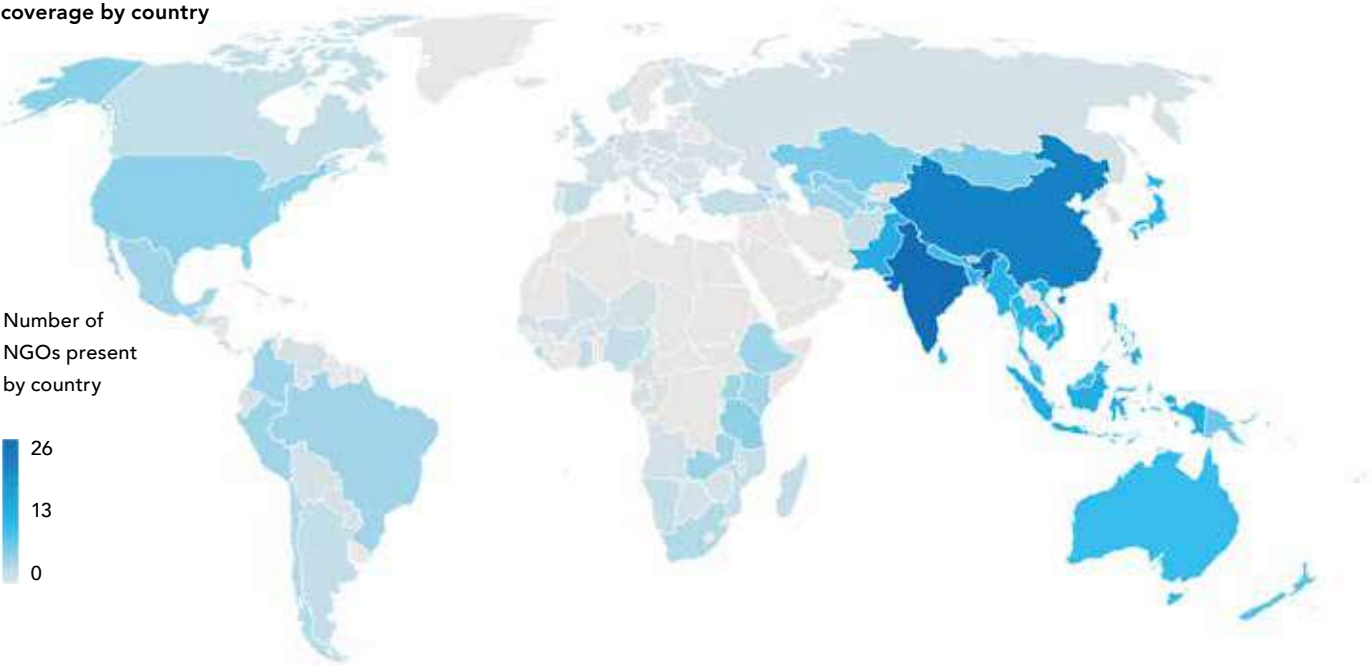 coverage by country
Number of
NGOs present
by country
26
13
0